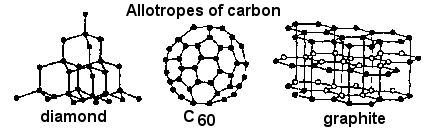 Allotropes of carbon
diamond
C60
graphite